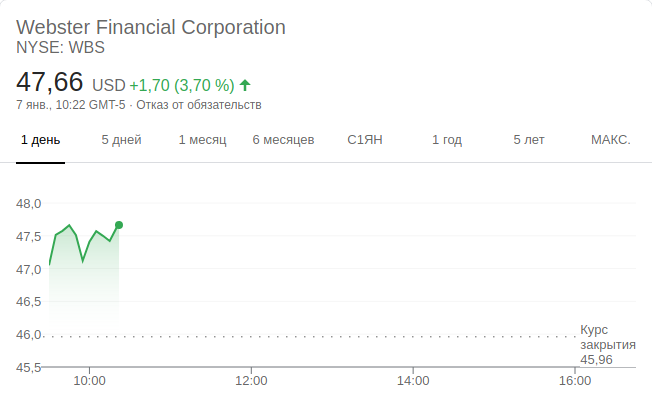 Webster Financial Corporation
NYSE: WBS
47,66 USD +1,70 (3,70 %)
7 янв., 10:22 GMT-5 · Отказ от обязательств
1 день 5 дней 1 месяц 6 месяцев С1ЯН 1 год 5 лет МАКС.
48,0
47,5
47,0
46,5
46,0
45,5
Курс
закрытия
45,96
10:00 12:00 14:00 16:00